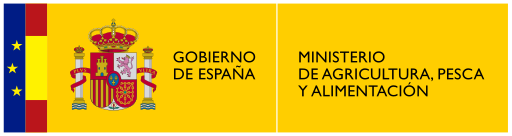 GOBIERNO
DE ESPAÑA
MINISTERIO
DE AGRICULTURA, PESCA
Y ALIMENTACIÓN